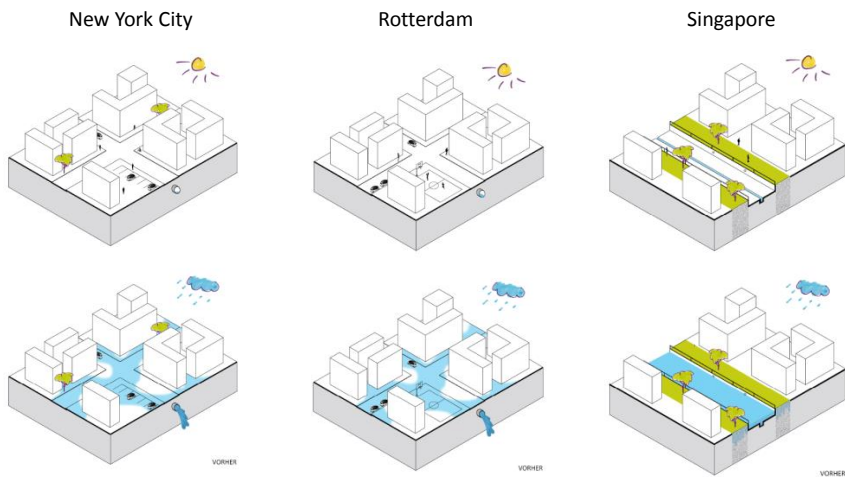 New York City
Rotterdam
Singapore
VORHER
VORHER
VORHER